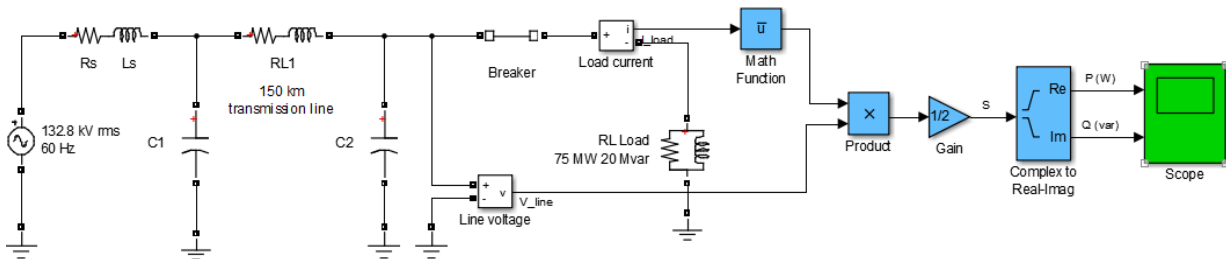 Rs
Ls
RL1
150 km
transmission line
132.8 kV rms
60 Hz
C1
C2
Breaker
+
-
i
I_load
Load current
u
Math
Function
RL Load
75 MW 20 Mvar
+
-
v
V_line
Line voltage
×
Product
1/2
Gain
S
Re
Im
Complex to
Real-Imag
P (W)
Q (var)
Scope